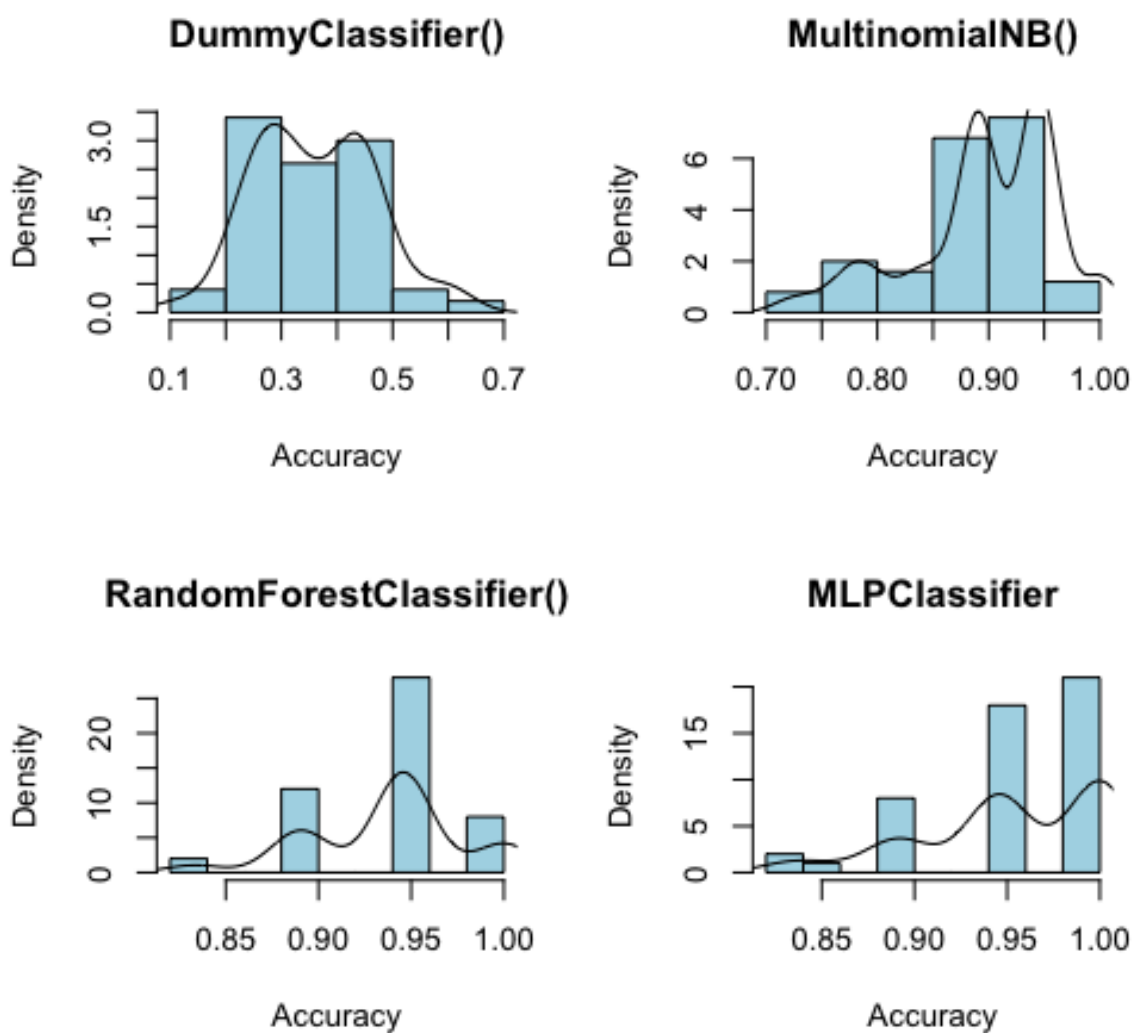 DummyClassifier()
Density
0.0 1.5 3.0
0.1 0.3 0.5 0.7
Accuracy
MultinomialNB()
Density
0 2 4 6
0.70 0.80 0.90 1.00
Accuracy
RandomForestClassifier()
Density
0 10 20
0.85 0.90 0.95 1.00
Accuracy
MLPClassifier
Density
0 5 15
0.85 0.90 0.95 1.00
Accuracy